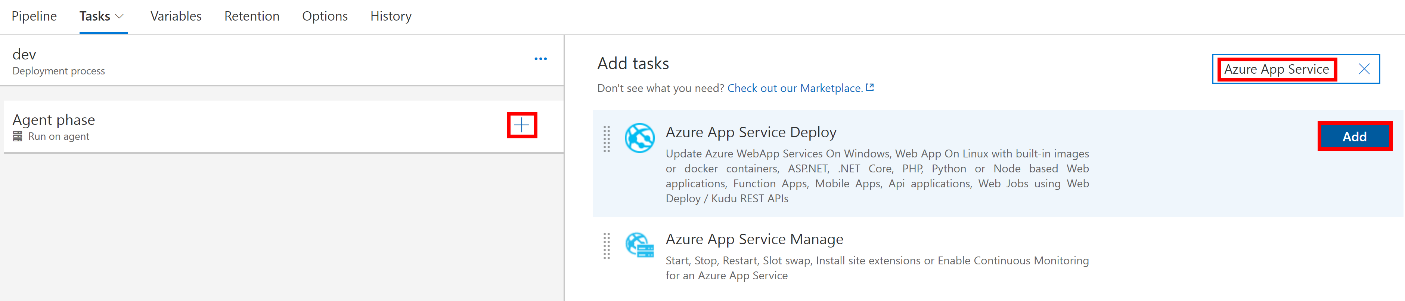 Pipeline Tasks Variables Retention Options History
dev
...
Deployment process
Agent phase
Run on agent
Add tasks
Azure App Service
Don't see what you need? Check out our Marketplace.
Azure App Service Deploy
Add
Update Azure WebApp Services On Windows, Web App On Linux with built-in images
or docker containers, ASP.NET, .NET Core, PHP, Python or Node based Web
applications, Function Apps, Mobile Apps, Api applications, Web Jobs using Web
Deploy / Kudu REST APIs
Azure App Service Manage
Start, Stop, Restart, Slot swap, Install site extensions or Enable Continuous Monitoring
for an Azure App Service